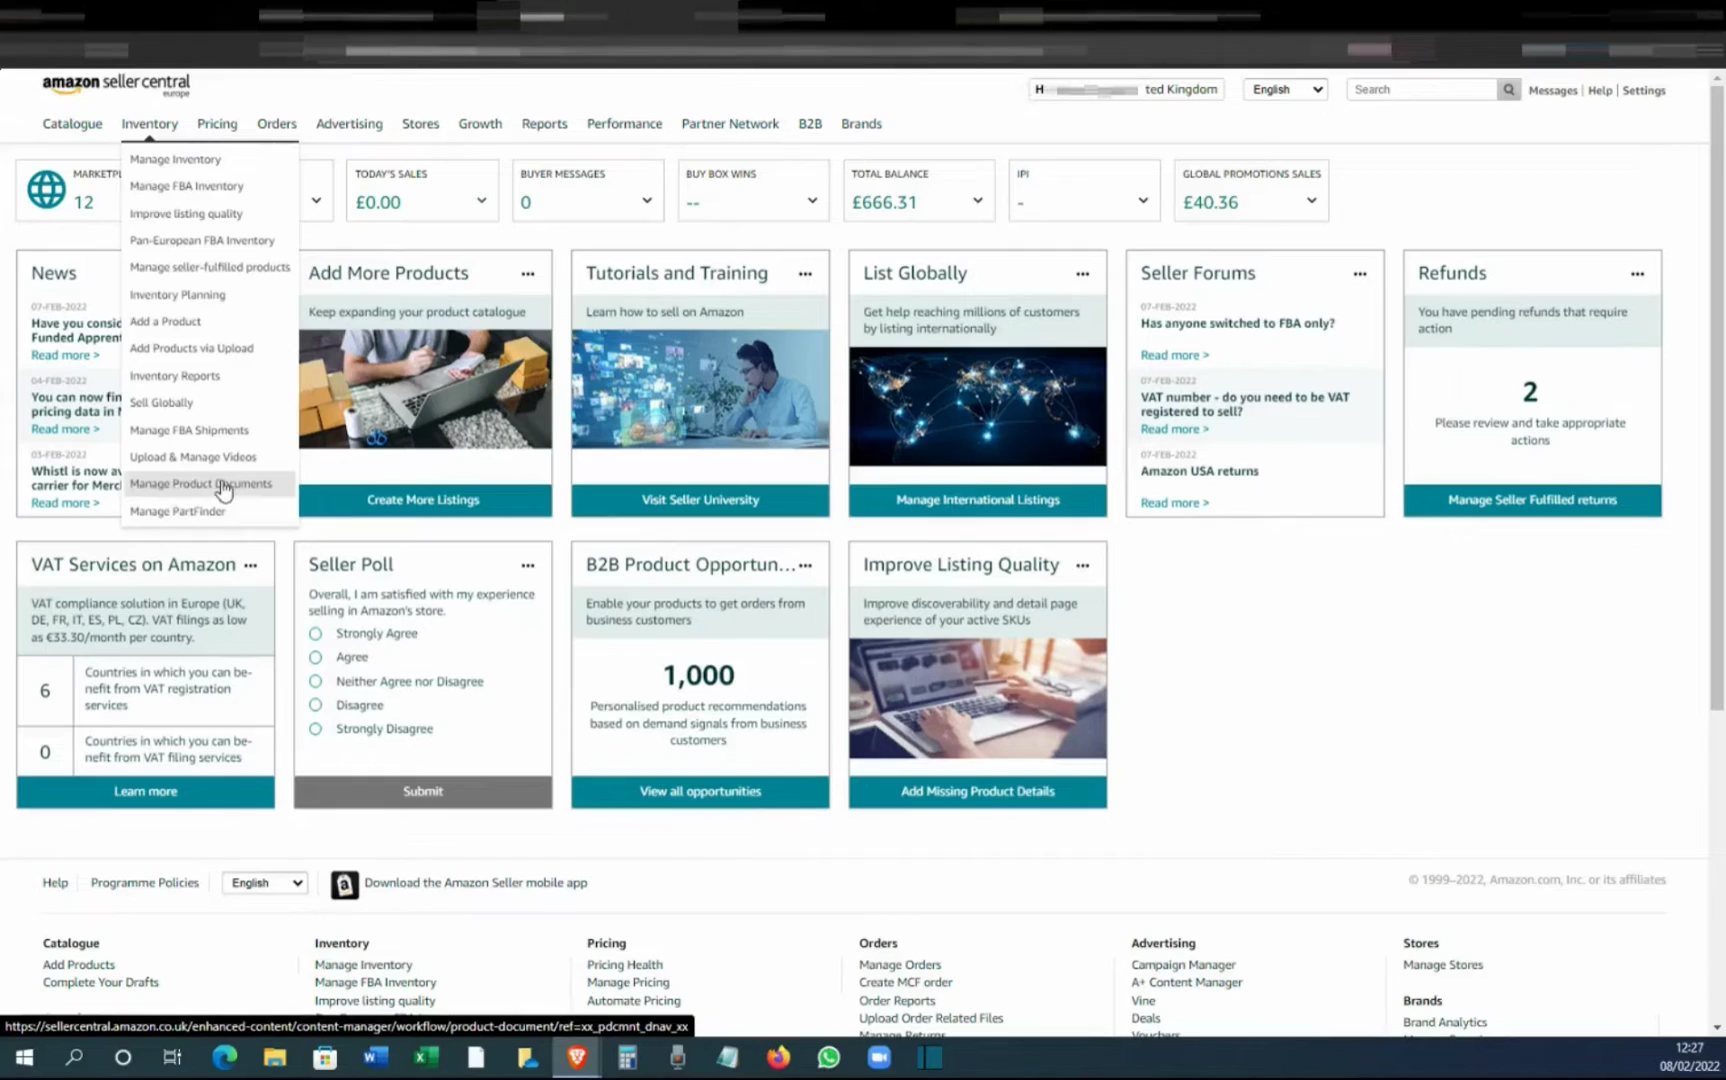 amazon seller central
europe
H
ted Kingdom
English
Search
Messages | Help | Settings
Catalogue
Inventory
Pricing
Orders
Advertising
Stores
Growth
Reports
Performance
Partner Network
B2B
Brands
Manage Inventory
Manage FBA Inventory
Improve listing quality
Pan-European FBA Inventory
Manage seller-fulfilled products
Inventory Planning
Add a Product
Add Products via Upload
Inventory Reports
Sell Globally
Manage FBA Shipments
Upload & Manage Videos
Manage Product Documents
Manage PartFinder
MARKETPL
12
TODAY'S SALES
£0.00
BUYER MESSAGES
0
BUY BOX WINS
--
TOTAL BALANCE
£666.31
IPI
-
GLOBAL PROMOTIONS SALES
£40.36
News
07-FEB-2022
Have you consid
Funded Apprent
Read more >
04-FEB-2022
You can now fin
pricing data in M
Read more >
03-FEB-2022
Whistl is now av
carrier for Merc
Read more >
Add More Products
Keep expanding your product catalogue
Create More Listings
Tutorials and Training
Learn how to sell on Amazon
Visit Seller University
List Globally
Get help reaching millions of customers
by listing internationally
Manage International Listings
Seller Forums
07-FEB-2022
Has anyone switched to FBA only?
Read more >
07-FEB-2022
VAT number - do you need to be VAT
registered to sell?
Read more >
07-FEB-2022
Amazon USA returns
Read more >
Refunds
You have pending refunds that require
action
2
Please review and take appropriate
actions
Manage Seller Fulfilled returns
VAT Services on Amazon
VAT compliance solution in Europe (UK,
DE, FR, IT, ES, PL, CZ). VAT filings as low
as €33.30/month per country.
6
Countries in which you can be-
nefit from VAT registration
services
0
Countries in which you can be-
nefit from VAT filing services
Learn more
Seller Poll
Overall, I am satisfied with my experience
selling in Amazon's store.
Strongly Agree
Agree
Neither Agree nor Disagree
Disagree
Strongly Disagree
Submit
B2B Product Opportun...
Enable your products to get orders from
business customers
1,000
Personalised product recommendations
based on demand signals from business
customers
View all opportunities
Improve Listing Quality
Improve discoverability and detail page
experience of your active SKUs
Add Missing Product Details
Help
Programme Policies
English
Download the Amazon Seller mobile app
© 1999–2022, Amazon.com, Inc. or its affiliates
Catalogue
Add Products
Complete Your Drafts
Inventory
Manage Inventory
Manage FBA Inventory
Improve listing quality
Pricing
Pricing Health
Manage Pricing
Automate Pricing
Orders
Manage Orders
Create MCF order
Order Reports
Upload Order Related Files
Manage Returns
Advertising
Campaign Manager
A+ Content Manager
Vine
Deals
Vouchers
Stores
Manage Stores
Brands
Brand Analytics
https://sellercentral.amazon.co.uk/enhanced-content/content-manager/workflow/product-document/ref=xx_pdcmnt_dnav_xx
12:27
08/02/2022